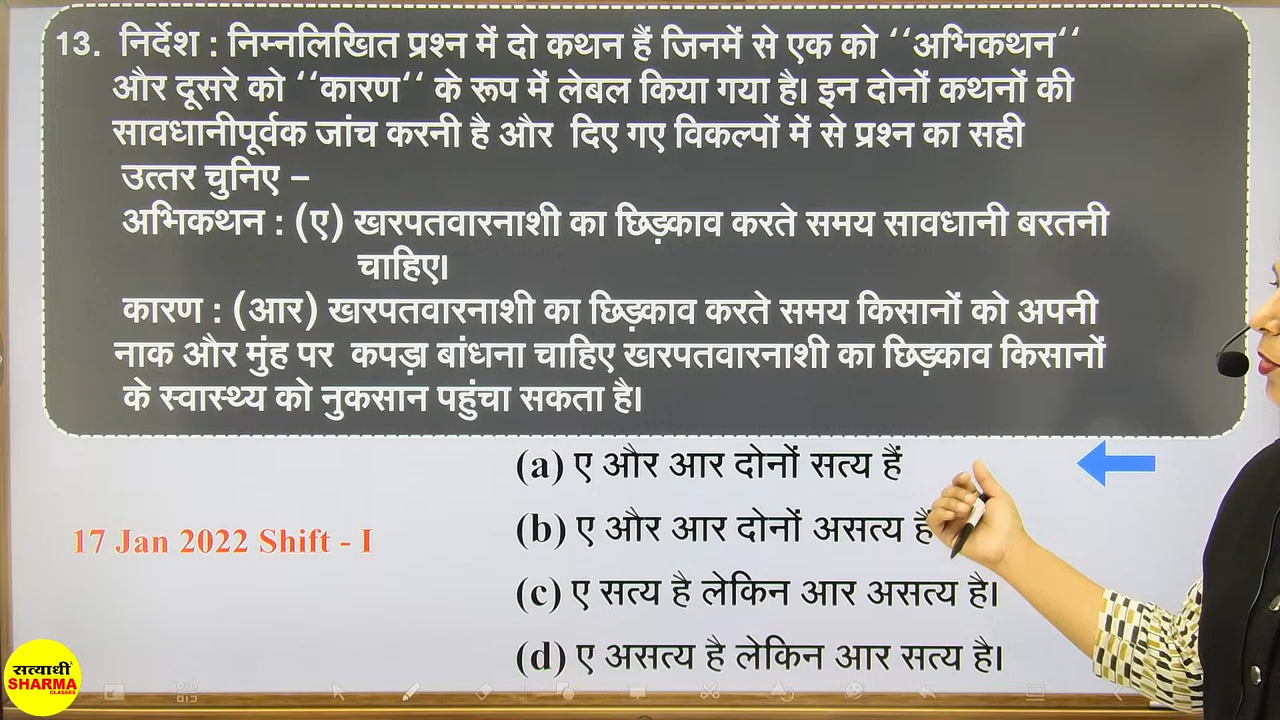 13. निर्देश : निम्नलिखित प्रश्न में दो कथन हैं जिनमें से एक को ‘‘अभिकथन‘‘
और दूसरे को ‘‘कारण‘‘ के रूप में लेबल किया गया है। इन दोनों कथनों की
सावधानीपूर्वक जांच करनी है और दिए गए विकल्पों में से प्रश्न का सही
उत्तर चुनिए –
अभिकथन : (ए) खरपतवारनाशी का छिड़काव करते समय सावधानी बरतनी
चाहिए।
कारण : (आर) खरपतवारनाशी का छिड़काव करते समय किसानों को अपनी
नाक और मुंह पर कपड़ा बांधना चाहिए खरपतवारनाशी का छिड़काव किसानों
के स्वास्थ्य को नुकसान पहुंचा सकता है।
(a) ए और आर दोनों सत्य हैं
(b) ए और आर दोनों असत्य हैं
17 Jan 2022 Shift - I
(c) ए सत्य है लेकिन आर असत्य है।
(d) ए असत्य है लेकिन आर सत्य है।
सत्यार्थी
SHARMA
CLASSES